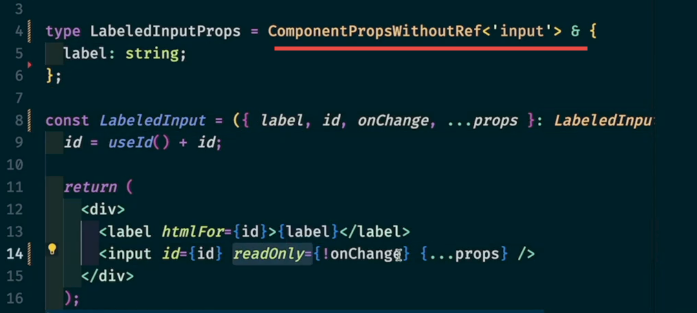 3
4 type LabeledInputProps = ComponentPropsWithoutRef<'input'> & {
5 label: string;
6 };
7
8 const LabeledInput = ({ label, id, onChange, ...props }: LabeledInpu
9 id = useId() + id;
10
11 return (
12 <div>
13 <label htmlFor={id}>{label}</label>
14 <input id={id} readOnly={!onChange} {...props} />
15 </div>
16 );